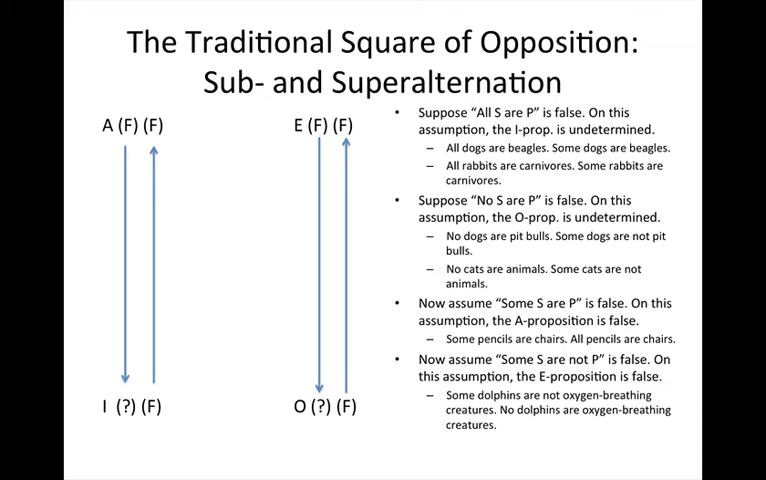 The Traditional Square of Opposition:
Sub- and Superalternation
A (F) (F)
E (F) (F)
I (?) (F)
O (?) (F)
• Suppose “All S are P” is false. On this
assumption, the I-prop. is undetermined.
– All dogs are beagles. Some dogs are beagles.
– All rabbits are carnivores. Some rabbits are
carnivores.
• Suppose “No S are P” is false. On this
assumption, the O-prop. is undetermined.
– No dogs are pit bulls. Some dogs are not pit
bulls.
– No cats are animals. Some cats are not
animals.
• Now assume “Some S are P” is false. On this
assumption, the A-proposition is false.
– Some pencils are chairs. All pencils are chairs.
• Now assume “Some S are not P” is false. On
this assumption, the E-proposition is false.
– Some dolphins are not oxygen-breathing
creatures. No dolphins are oxygen-breathing
creatures.